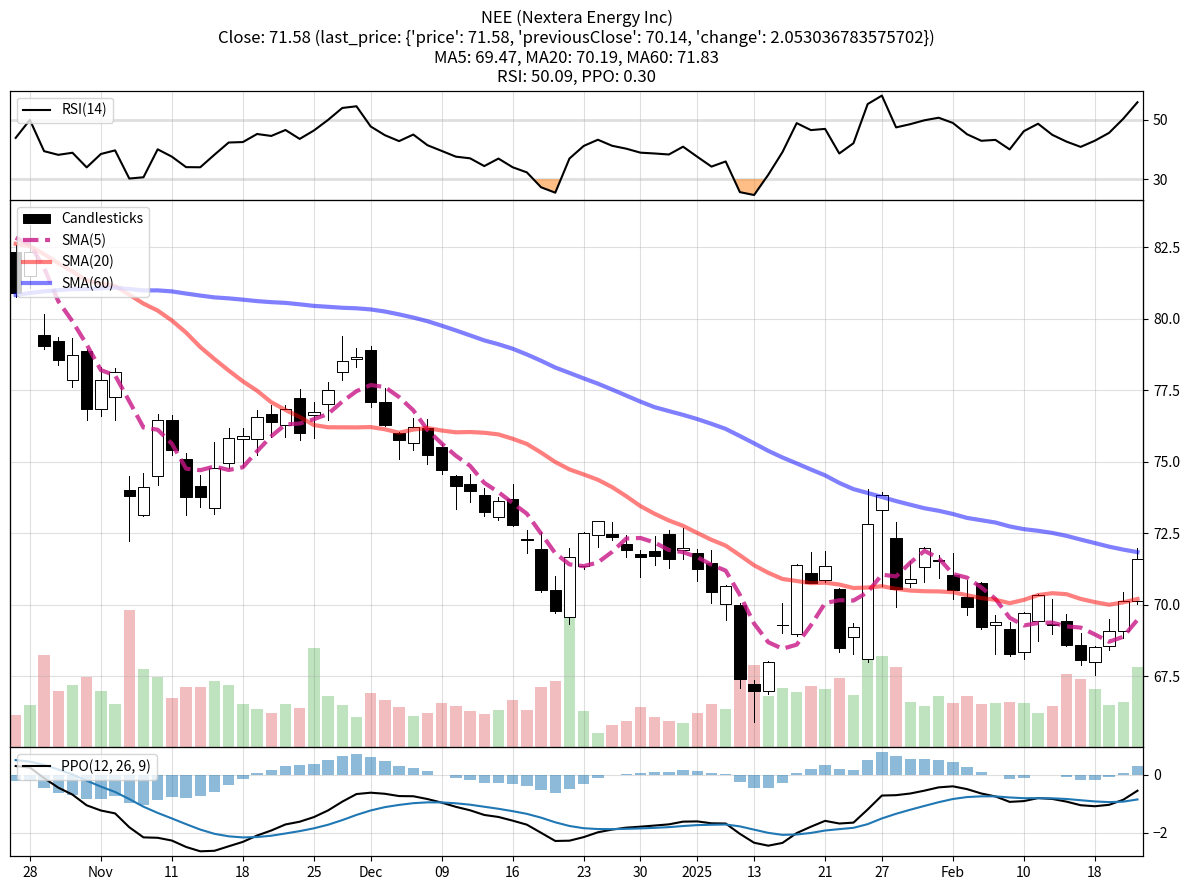 NEE (Nextera Energy Inc)
Close: 71.58 (last_price: {'price': 71.58, 'previousClose': 70.14, 'change': 2.053036783575702})
MA5: 69.47, MA20: 70.19, MA60: 71.83
RSI: 50.09, PPO: 0.30
RSI(14)
50
30
Candlesticks
SMA(5)
SMA(20)
SMA(60)
82.5
80.0
77.5
75.0
72.5
70.0
67.5
PPO(12, 26, 9)
0
−2
28 Nov 11 18 25 Dec 09 16 23 30 2025 13 21 27 Feb 10 18